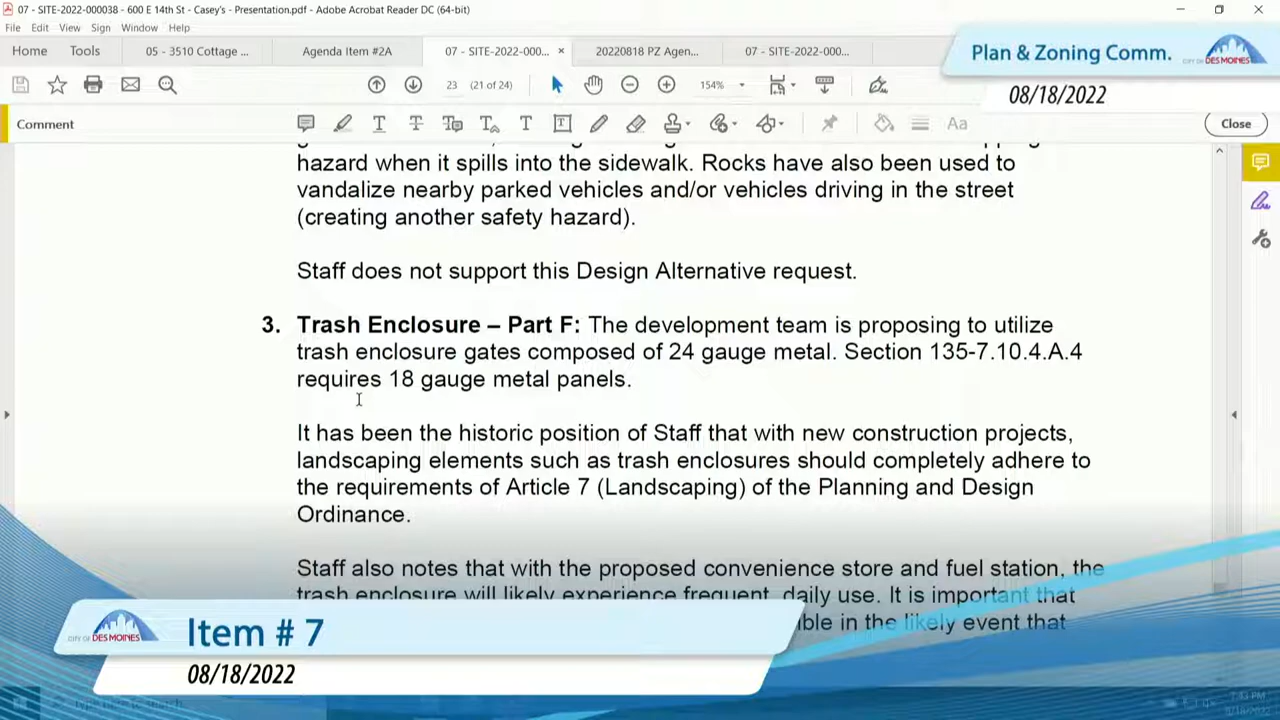 07 - SITE-2022-000038 - 600 E 14th St - Casey's - Presentation.pdf - Adobe Acrobat Reader DC (64-bit)
File Edit View Sign Window Help
Home Tools 05 - 3510 Cottage ... Agenda Item #2A 07 - SITE-2022-000... × 20220818 PZ Agen... 07 - SITE-2022-000...
Plan & Zoning Comm.
CITY OF DES MOINES
08/18/2022
23 (21 of 24) 154%
Comment
Close
hazard when it spills into the sidewalk. Rocks have also been used to
vandalize nearby parked vehicles and/or vehicles driving in the street
(creating another safety hazard).
Staff does not support this Design Alternative request.
3. Trash Enclosure – Part F: The development team is proposing to utilize
trash enclosure gates composed of 24 gauge metal. Section 135-7.10.4.A.4
requires 18 gauge metal panels.
It has been the historic position of Staff that with new construction projects,
landscaping elements such as trash enclosures should completely adhere to
the requirements of Article 7 (Landscaping) of the Planning and Design
Ordinance.
Staff also notes that with the proposed convenience store and fuel station, the
trash enclosure will likely experience frequent, daily use. It is important that
in the likely event that
CITY OF DES MOINES
Item # 7
08/18/2022